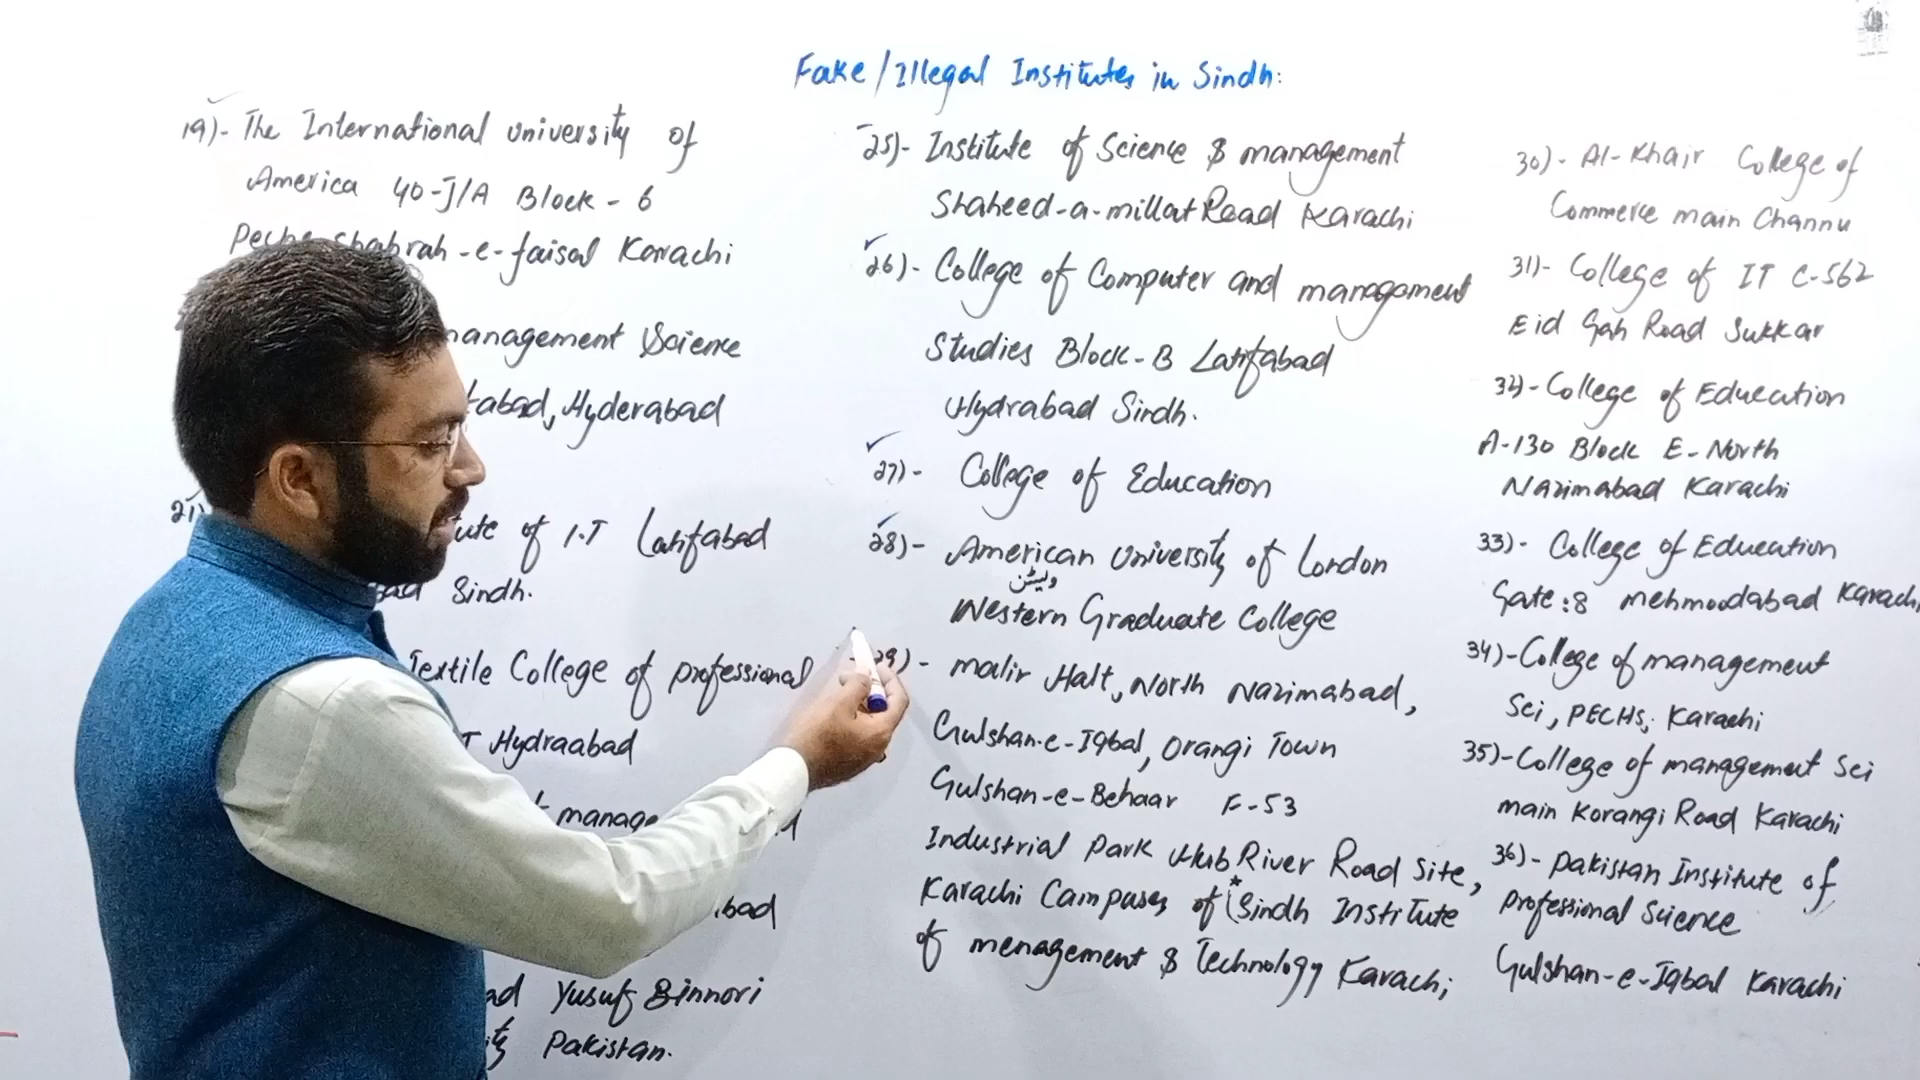 Fake/Illegal Institutes in Sindh:
19)- The International university of
America 40-J/A Block-6
Peche shahrah-e-faisal Karachi
management Science
tabad, Hyderabad
21)
tute of I.T Latifabad
bad Sindh.
Textile College of professional
T Hydraabad
manage
bad
ad Yusuf Binnori
ity Pakistan.
25)- Institute of Science & management
Shaheed-a-millat Road Karachi
26)- College of Computer and management
Studies Block-B Latifabad
Hydrabad Sindh.
27)- College of Education
28)- American university of London
ویسٹن
Western Graduate College
29)- malir Halt, North Nazimabad,
Gulshan-e-Iqbal, Orangi Town
Gulshan-e-Behaar F-53
Industrial Park Hub River Road Site,
Karachi Campuses of (*Sindh Institute
of menagement & Technology Karachi;
30)- Al-Khair College of
Commerce main Channu
31)- College of IT C-562
Eid Gah Road Sukkar
32)- College of Education
A-130 Block E-North
Nazimabad Karachi
33)- College of Education
Gate:8 mehmoodabad Karachi
34)- College of management
Sci, PECHS, Karachi
35)- College of management Sci
main Korangi Road Karachi
36)- Pakistan Institute of
Professional Science
Gulshan-e-Iqbal Karachi